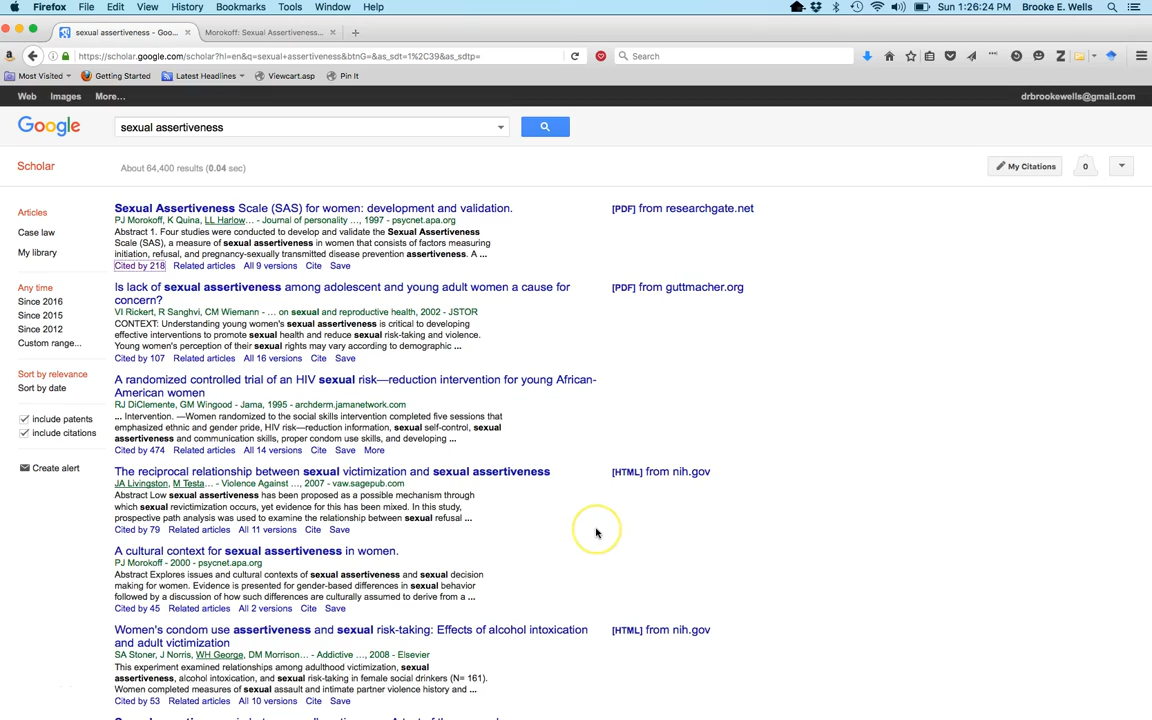 Firefox File Edit View History Bookmarks Tools Window Help Sun 1:26:24 PM Brooke E. Wells
sexual assertiveness - Goo... × Morokoff: Sexual Assertiveness... × +
https://scholar.google.com/scholar?hl=en&q=sexual+assertiveness&btnG=&as_sdt=1%2C39&as_sdtp= Search
Most Visited Getting Started Latest Headlines Viewcart.asp Pin It
Web Images More... drbrookewells@gmail.com
Google sexual assertiveness
Scholar About 64,400 results (0.04 sec) My Citations 0
Articles
Case law
My library
Any time
Since 2016
Since 2015
Since 2012
Custom range...
Sort by relevance
Sort by date
include patents
include citations
Create alert
Sexual Assertiveness Scale (SAS) for women: development and validation.
PJ Morokoff, K Quina, LL Harlow... - Journal of personality ..., 1997 - psycnet.apa.org
Abstract 1. Four studies were conducted to develop and validate the Sexual Assertiveness
Scale (SAS), a measure of sexual assertiveness in women that consists of factors measuring
initiation, refusal, and pregnancy-sexually transmitted disease prevention assertiveness. A ...
Cited by 218 Related articles All 9 versions Cite Save
[PDF] from researchgate.net
Is lack of sexual assertiveness among adolescent and young adult women a cause for
concern?
VI Rickert, R Sanghvi, CM Wiemann - ... on sexual and reproductive health, 2002 - JSTOR
CONTEXT: Understanding young women's sexual assertiveness is critical to developing
effective interventions to promote sexual health and reduce sexual risk-taking and violence.
Young women's perception of their sexual rights may vary according to demographic ...
Cited by 107 Related articles All 16 versions Cite Save
[PDF] from guttmacher.org
A randomized controlled trial of an HIV sexual risk—reduction intervention for young African-
American women
RJ DiClemente, GM Wingood - Jama, 1995 - archderm.jamanetwork.com
... Intervention. —Women randomized to the social skills intervention completed five sessions that
emphasized ethnic and gender pride, HIV risk—reduction information, sexual self-control, sexual
assertiveness and communication skills, proper condom use skills, and developing ...
Cited by 474 Related articles All 14 versions Cite Save More
The reciprocal relationship between sexual victimization and sexual assertiveness
JA Livingston, M Testa... - Violence Against ..., 2007 - vaw.sagepub.com
Abstract Low sexual assertiveness has been proposed as a possible mechanism through
which sexual revictimization occurs, yet evidence for this has been mixed. In this study,
prospective path analysis was used to examine the relationship between sexual refusal ...
Cited by 79 Related articles All 11 versions Cite Save
[HTML] from nih.gov
A cultural context for sexual assertiveness in women.
PJ Morokoff - 2000 - psycnet.apa.org
Abstract Explores issues and cultural contexts of sexual assertiveness and sexual decision
making for women. Evidence is presented for gender-based differences in sexual behavior
followed by a discussion of how such differences are culturally assumed to derive from a ...
Cited by 45 Related articles All 2 versions Cite Save
Women's condom use assertiveness and sexual risk-taking: Effects of alcohol intoxication
and adult victimization
SA Stoner, J Norris, WH George, DM Morrison... - Addictive ..., 2008 - Elsevier
This experiment examined relationships among adulthood victimization, sexual
assertiveness, alcohol intoxication, and sexual risk-taking in female social drinkers (N= 161).
Women completed measures of sexual assault and intimate partner violence history and ...
Cited by 53 Related articles All 10 versions Cite Save
[HTML] from nih.gov